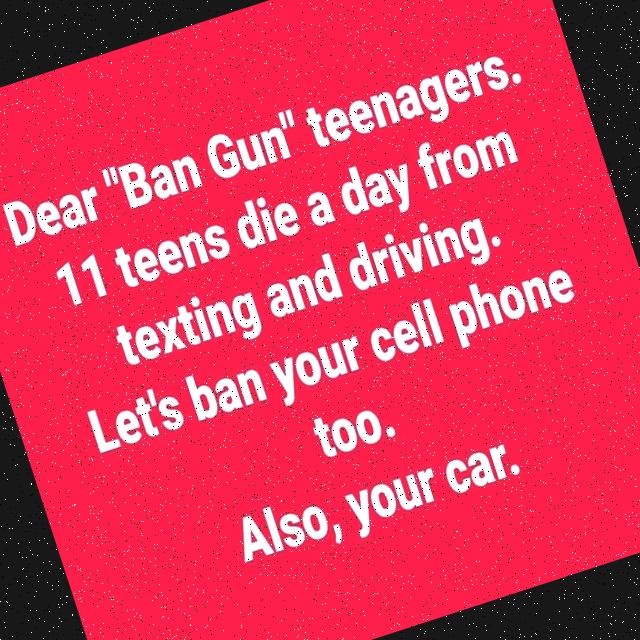 Dear "Ban Gun" teenagers.
11 teens die a day from
texting and driving.
Let's ban your cell phone
too.
Also, your car.